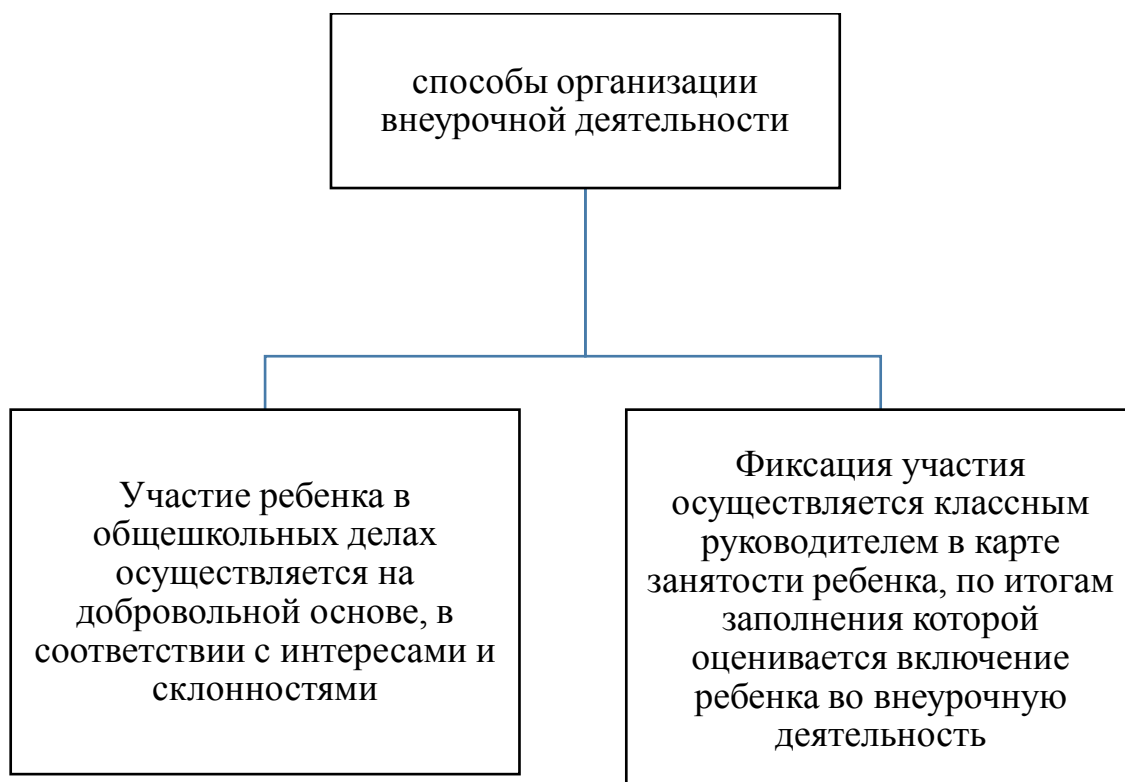 способы организации
внеурочной деятельности
Участие ребенка в
общешкольных делах
осуществляется на
добровольной основе, в
соответствии с интересами и
склонностями
Фиксация участия
осуществляется классным
руководителем в карте
занятости ребенка, по итогам
заполнения которой
оценивается включение
ребенка во внеурочную
деятельность